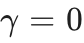 γ = 0